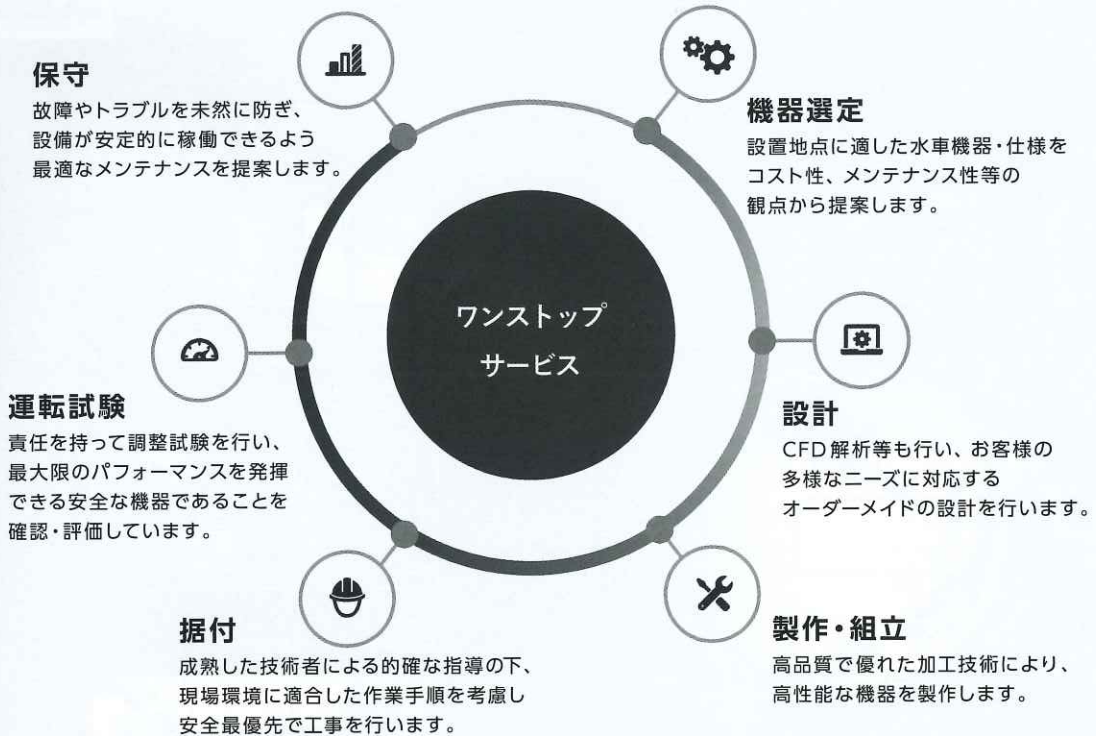 ワンストップ
サービス
機器選定
設置地点に適した水車機器・仕様を
コスト性、メンテナンス性等の
観点から提案します。
設計
CFD解析等も行い、お客様の
多様なニーズに対応する
オーダーメイドの設計を行います。
製作・組立
高品質で優れた加工技術により、
高性能な機器を製作します。
据付
成熟した技術者による的確な指導の下、
現場環境に適合した作業手順を考慮し
安全最優先で工事を行います。
運転試験
責任を持って調整試験を行い、
最大限のパフォーマンスを発揮
できる安全な機器であることを
確認・評価しています。
保守
故障やトラブルを未然に防ぎ、
設備が安定的に稼働できるよう
最適なメンテナンスを提案します。